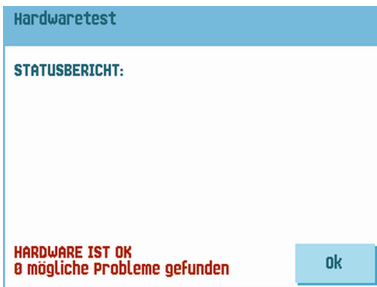 Hardwaretest
STATUSBERICHT:
HARDWARE IST OK
0 mögliche Probleme gefunden
Ok